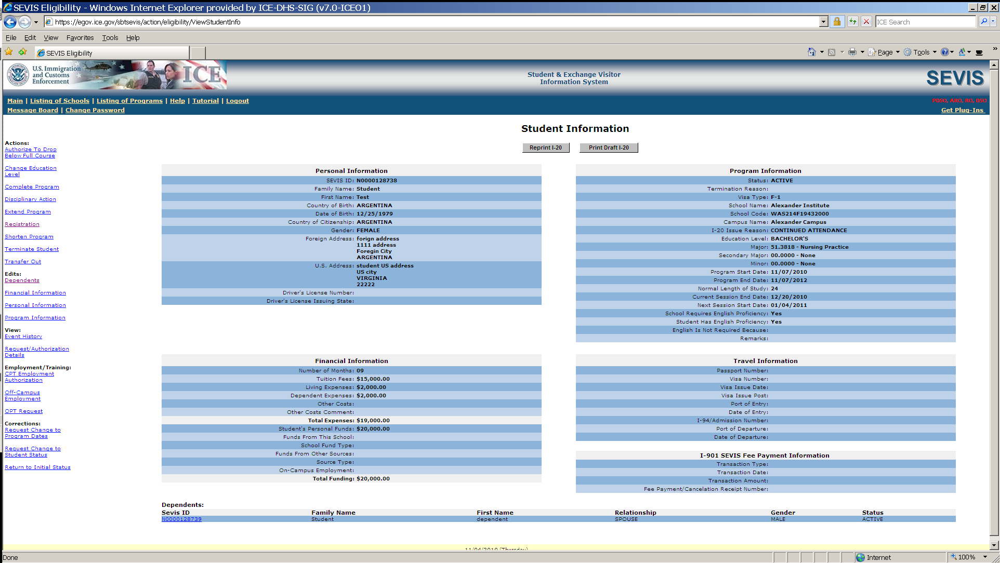 SEVIS Eligibility - Windows Internet Explorer provided by ICE-DHS-SIG (v7.0-ICEO1)
https://egov.ice.gov/sbtsevis/action/eligibility/ViewStudentInfo
ICE Search
File Edit View Favorites Tools Help
SEVIS Eligibility
Page Tools
U.S. Immigration
and Customs
Enforcement
ICE
Student & Exchange Visitor
Information System
SEVIS
Main | Listing of Schools | Listing of Programs | Help | Tutorial | Logout
PDSO, ARO, RO, DSO
Message Board | Change Password
Get Plug-Ins
Student Information
Reprint I-20
Print Draft I-20
Actions:
Authorize To Drop
Below Full Course
Change Education
Level
Complete Program
Disciplinary Action
Extend Program
Registration
Shorten Program
Terminate Student
Transfer Out
Edits:
Dependents
Financial Information
Personal Information
Program Information
View:
Event History
Request/Authorization
Details
Employment/Training:
CPT Employment
Authorization
Off-Campus
Employment
OPT Request
Corrections:
Request Change to
Program Dates
Request Change to
Student Status
Return to Initial Status
Personal Information
SEVIS ID: N0000128738
Family Name: Student
First Name: Test
Country of Birth: ARGENTINA
Date of Birth: 12/25/1979
Country of Citizenship: ARGENTINA
Gender: FEMALE
Foreign Address: forign address
1111 address
Foregin City
ARGENTINA
U.S. Address: student US address
US city
VIRGINIA
22222
Driver's License Number:
Driver's License Issuing State:
Program Information
Status: ACTIVE
Termination Reason:
Visa Type: F-1
School Name: Alexander Institute
School Code: WAS214F19432000
Campus Name: Alexander Campus
I-20 Issue Reason: CONTINUED ATTENDANCE
Education Level: BACHELOR'S
Major: 51.3818 - Nursing Practice
Secondary Major: 00.0000 - None
Minor: 00.0000 - None
Program Start Date: 11/07/2010
Program End Date: 11/07/2012
Normal Length of Study: 24
Current Session End Date: 12/20/2010
Next Session Start Date: 01/04/2011
School Requires English Proficiency: Yes
Student Has English Proficiency: Yes
English Is Not Required Because:
Remarks:
Financial Information
Number of Months: 09
Tuition Fees: $15,000.00
Living Expenses: $2,000.00
Dependent Expenses: $2,000.00
Other Costs:
Other Costs Comment:
Total Expenses: $19,000.00
Student's Personal Funds: $20,000.00
Funds From This School:
School Fund Type:
Funds From Other Sources:
Source Type:
On-Campus Employment:
Total Funding: $20,000.00
Travel Information
Passport Number:
Visa Number:
Visa Issue Date:
Visa Issue Post:
Port of Entry:
Date of Entry:
I-94/Admission Number:
Port of Departure:
Date of Departure:
I-901 SEVIS Fee Payment Information
Transaction Type:
Transaction Date:
Transaction Amount:
Fee Payment/Cancelation Receipt Number:
Dependents:
Sevis ID Family Name First Name Relationship Gender Status
N0000128739 Student dependent SPOUSE MALE ACTIVE
11/04/2010 (Thursday)
Done
Internet
100%